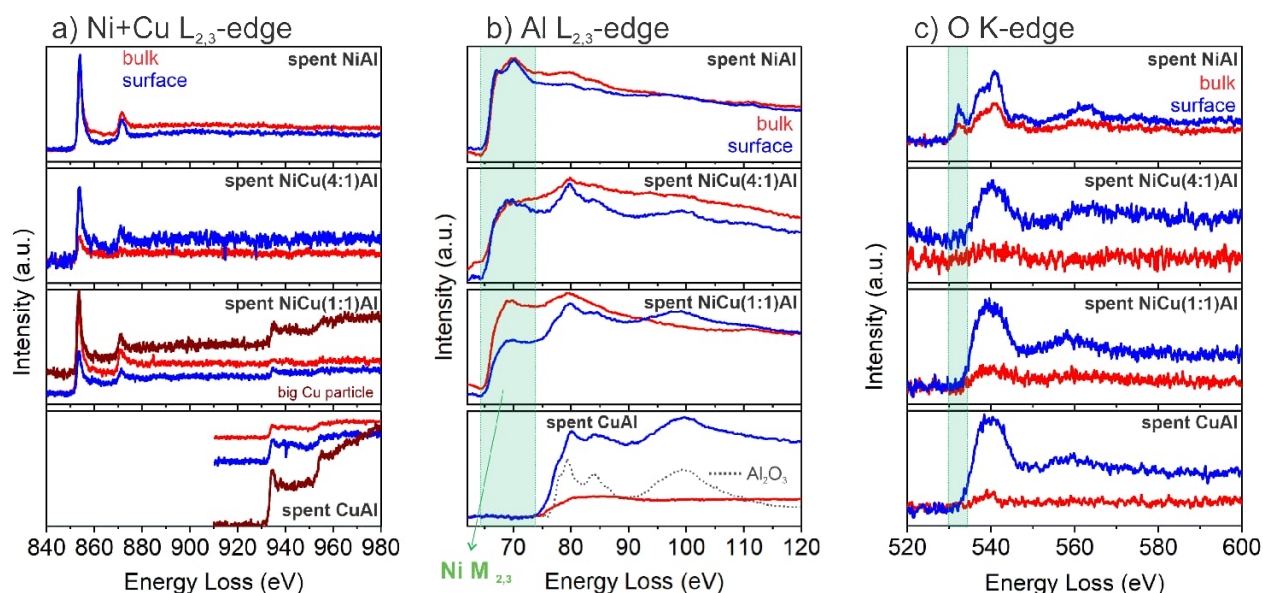 a) Ni+Cu L2,3-edge
spent NiAl
bulk
surface
spent NiCu(4:1)Al
spent NiCu(1:1)Al
big Cu particle
spent CuAl
Intensity (a.u.)
Intensity (a.u.)
840 860 880 900 920 940 960 980
Energy Loss (eV)
b) Al L2,3-edge
spent NiAl
bulk
surface
spent NiCu(4:1)Al
spent NiCu(1:1)Al
spent CuAl
Al2O3
Intensity (a.u.)
Intensity (a.u.)
70 80 90 100 110 120
Ni M 2,3
Energy Loss (eV)
c) O K-edge
spent NiAl
red
bulk
surface
spent NiCu(4:1)Al
spent NiCu(1:1)Al
spent CuAl
Intensity (a.u.)
Intensity (a.u.)
520 540 560 580 600
Energy Loss (eV)